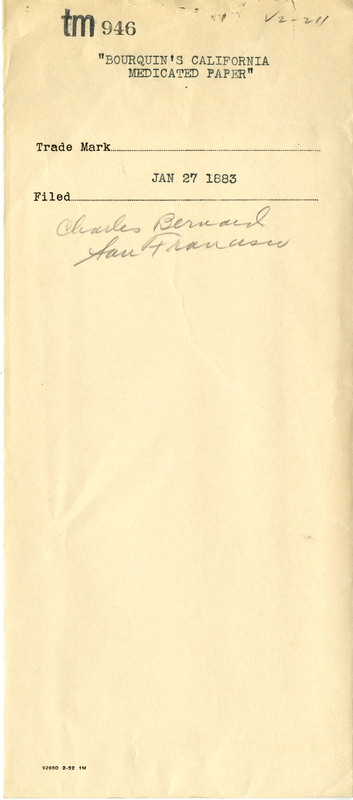 tm 946
V2-211
"BOURQUIN'S CALIFORNIA
MEDICATED PAPER"
Trade Mark
JAN 27 1883
Filed
Charles Bernard
San Francisco
92650 2-32 1M